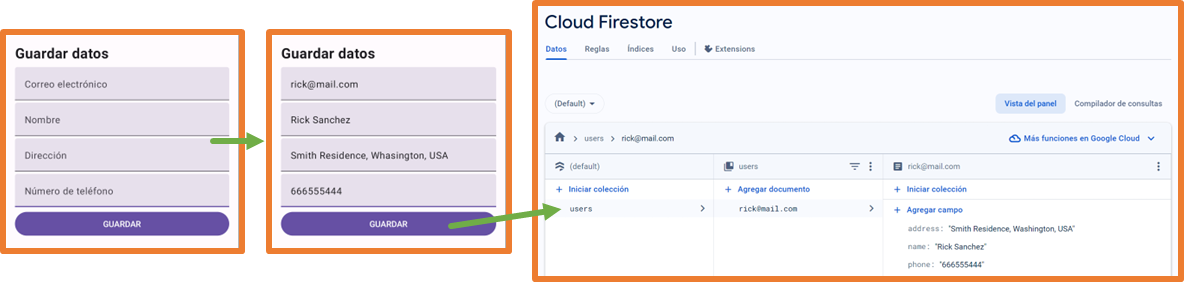 Guardar datos
Correo electrónico
Nombre
Dirección
Número de teléfono
GUARDAR
Guardar datos
rick@mail.com
Rick Sanchez
Smith Residence, Whasington, USA
666555444
GUARDAR
Cloud Firestore
Datos Reglas Índices Uso Extensions
(Default)
Vista del panel Compilador de consultas
users rick@mail.com Más funciones en Google Cloud
(default) users rick@mail.com
+ Iniciar colección + Agregar documento + Iniciar colección
users rick@mail.com + Agregar campo
address: "Smith Residence, Washington, USA"
name: "Rick Sanchez"
phone: "666555444"